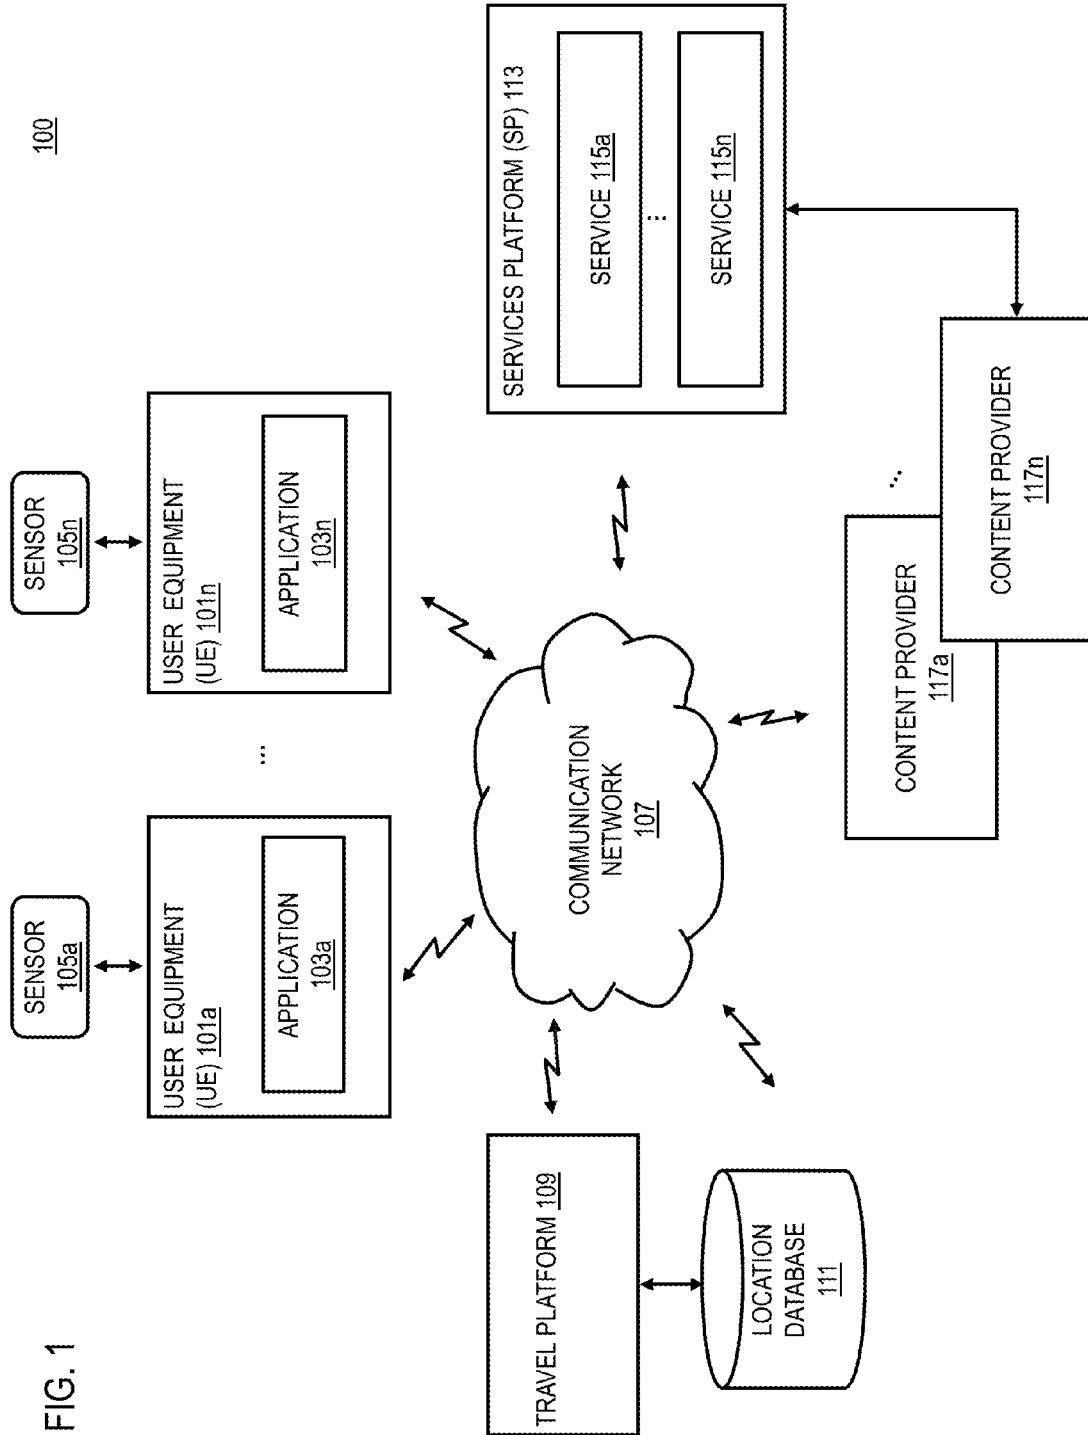 FIG. 1
100
SENSOR
105a
SENSOR
105n
USER EQUIPMENT
(UE) 101a
APPLICATION
103a
...
USER EQUIPMENT
(UE) 101n
APPLICATION
103n
TRAVEL PLATFORM 109
LOCATION
DATABASE
111
COMMUNICATION
NETWORK
107
SERVICES PLATFORM (SP) 113
SERVICE 115a
...
SERVICE 115n
CONTENT PROVIDER
117a
...
CONTENT PROVIDER
117n